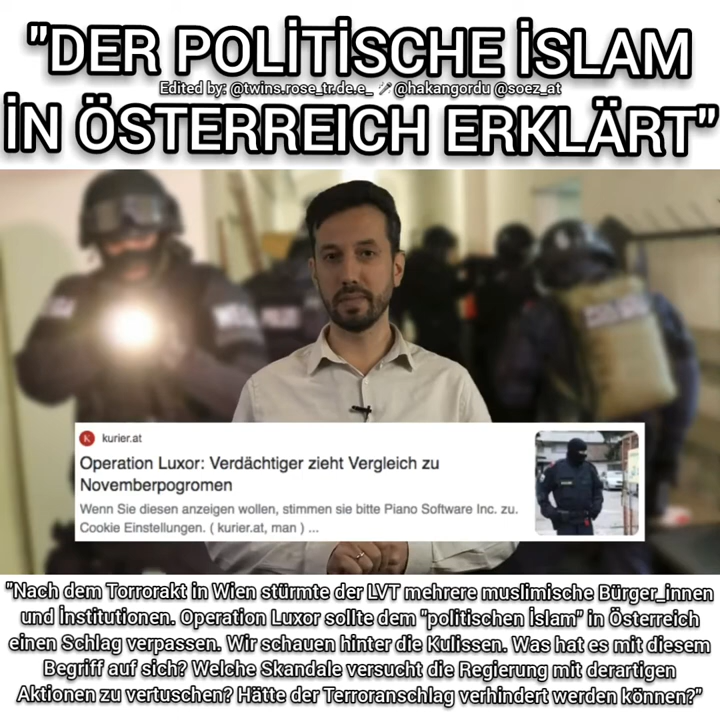 "DER POLİTİSCHE İSLAM
Edited by: @twins.rose_tr.de.e_ 🎤@hakangordu @soez_at
İN ÖSTERREICH ERKLÄRT"
kurier.at
Operation Luxor: Verdächtiger zieht Vergleich zu
Novemberpogromen
Wenn Sie diesen anzeigen wollen, stimmen sie bitte Piano Software Inc. zu.
Cookie Einstellungen. ( kurier.at, man ) ...
"Nach dem Torrorakt in Wien stürmte der LVT mehrere muslimische Bürger_innen
und İnstitutionen. Operation Luxor sollte dem "politischen İslam" in Österreich
einen Schlag verpassen. Wir schauen hinter die Kulissen. Was hat es mit diesem
Begriff auf sich? Welche Skandale versucht die Regierung mit derartigen
Aktionen zu vertuschen? Hätte der Terroranschlag verhindert werden können?"